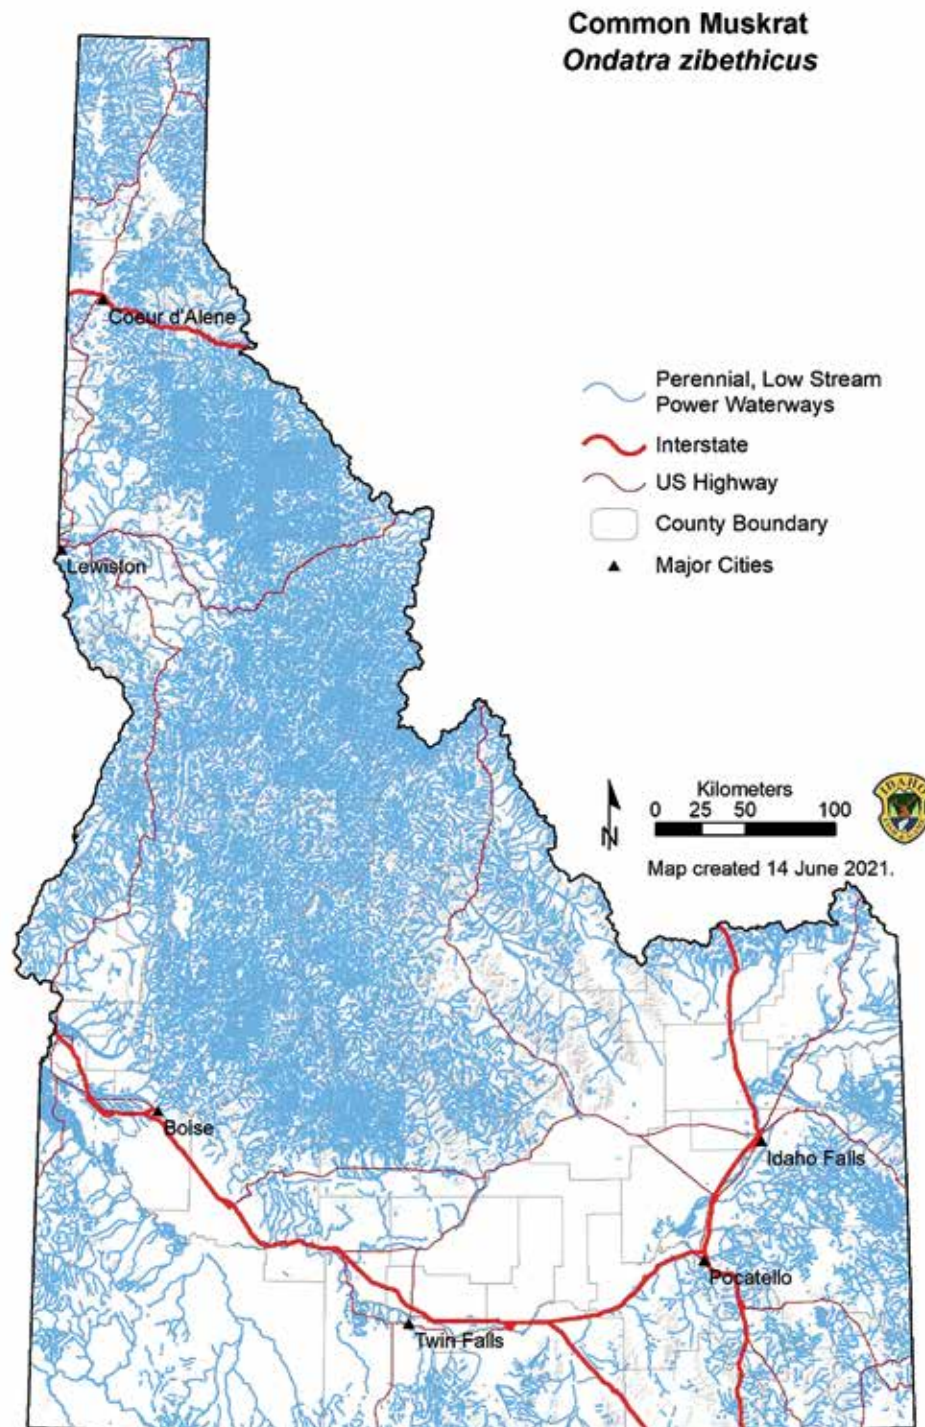 Common Muskrat
Ondatra zibethicus
Coeur d'Alene
Perennial, Low Stream
Power Waterways
Interstate
US Highway
County Boundary
Major Cities
Lewiston
Kilometers
0 25 50 100
N
IDAHO
Map created 14 June 2021.
Boise
Idaho Falls
Pocatello
Twin Falls